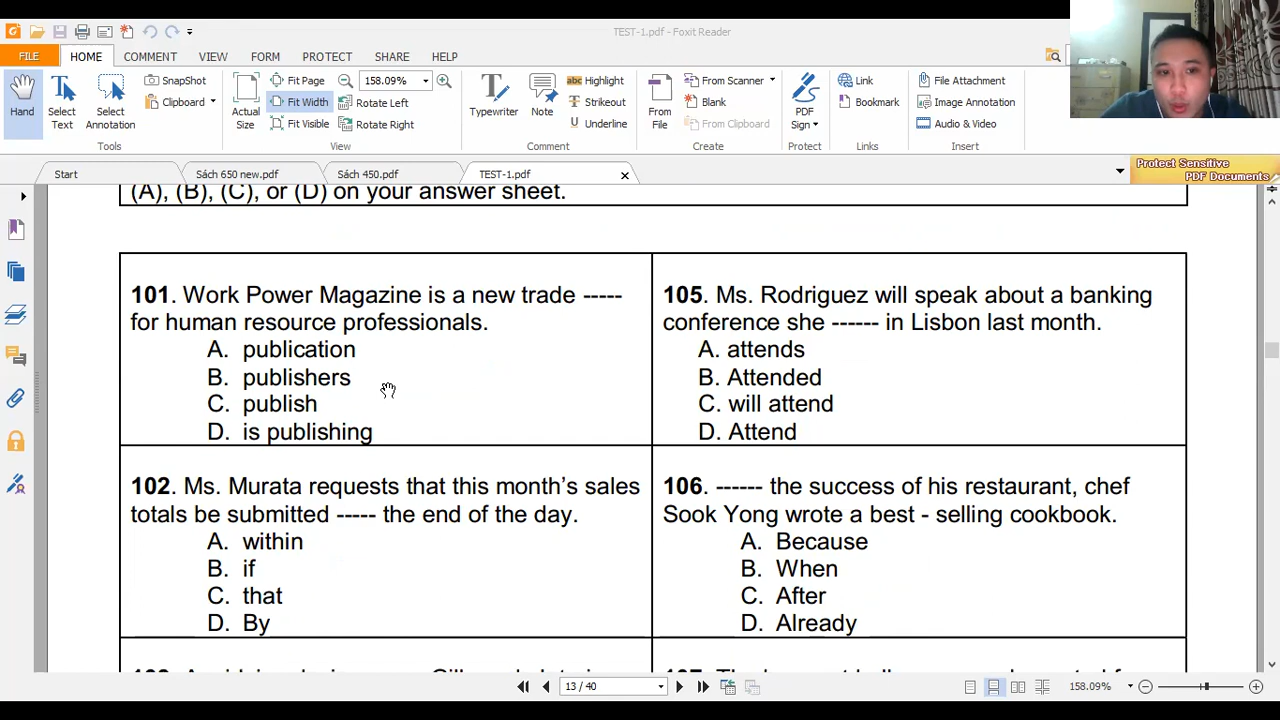 TEST-1.pdf - Foxit Reader
FILE
HOME
COMMENT
VIEW
FORM
PROTECT
SHARE
HELP
Hand
Select
Text
Select
Annotation
SnapShot
Clipboard
Tools
Actual
Size
Fit Page
Fit Width
Fit Visible
158.09%
Rotate Left
Rotate Right
View
Typewriter
Note
Highlight
Strikeout
Underline
Comment
From
File
From Scanner
Blank
From Clipboard
Create
PDF
Sign
Protect
Link
Bookmark
Links
File Attachment
Image Annotation
Audio & Video
Insert
Start
Sách 650 new.pdf
Sách 450.pdf
TEST-1.pdf
Protect Sensitive
PDF Documents
(A), (B), (C), or (D) on your answer sheet.
101. Work Power Magazine is a new trade -----
for human resource professionals.
A. publication
B. publishers
C. publish
D. is publishing
102. Ms. Murata requests that this month's sales
totals be submitted ----- the end of the day.
A. within
B. if
C. that
D. By
105. Ms. Rodriguez will speak about a banking
conference she ------ in Lisbon last month.
A. attends
B. Attended
C. will attend
D. Attend
106. ------ the success of his restaurant, chef
Sook Yong wrote a best - selling cookbook.
A. Because
B. When
C. After
D. Already
13 / 40
158.09%